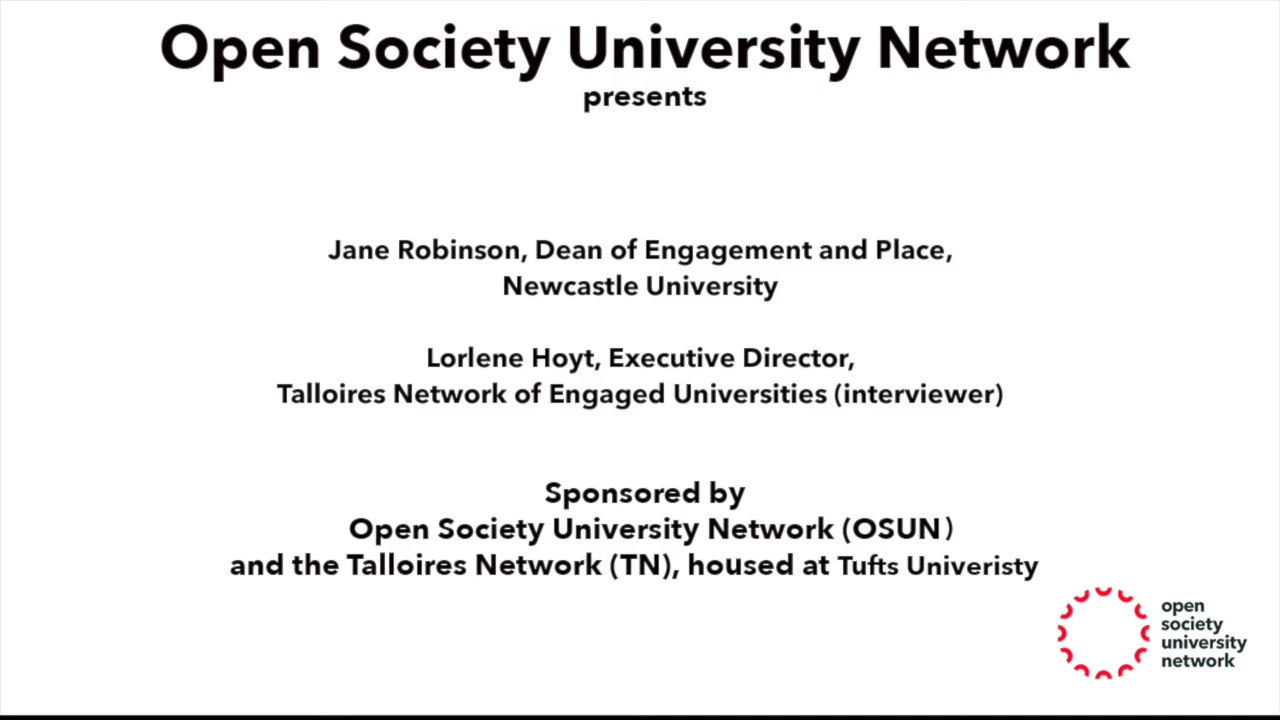 Open Society University Network
presents
Jane Robinson, Dean of Engagement and Place,
Newcastle University
Lorlene Hoyt, Executive Director,
Talloires Network of Engaged Universities (interviewer)
Sponsored by
Open Society University Network (OSUN)
and the Talloires Network (TN), housed at Tufts Univeristy
open
society
university
network